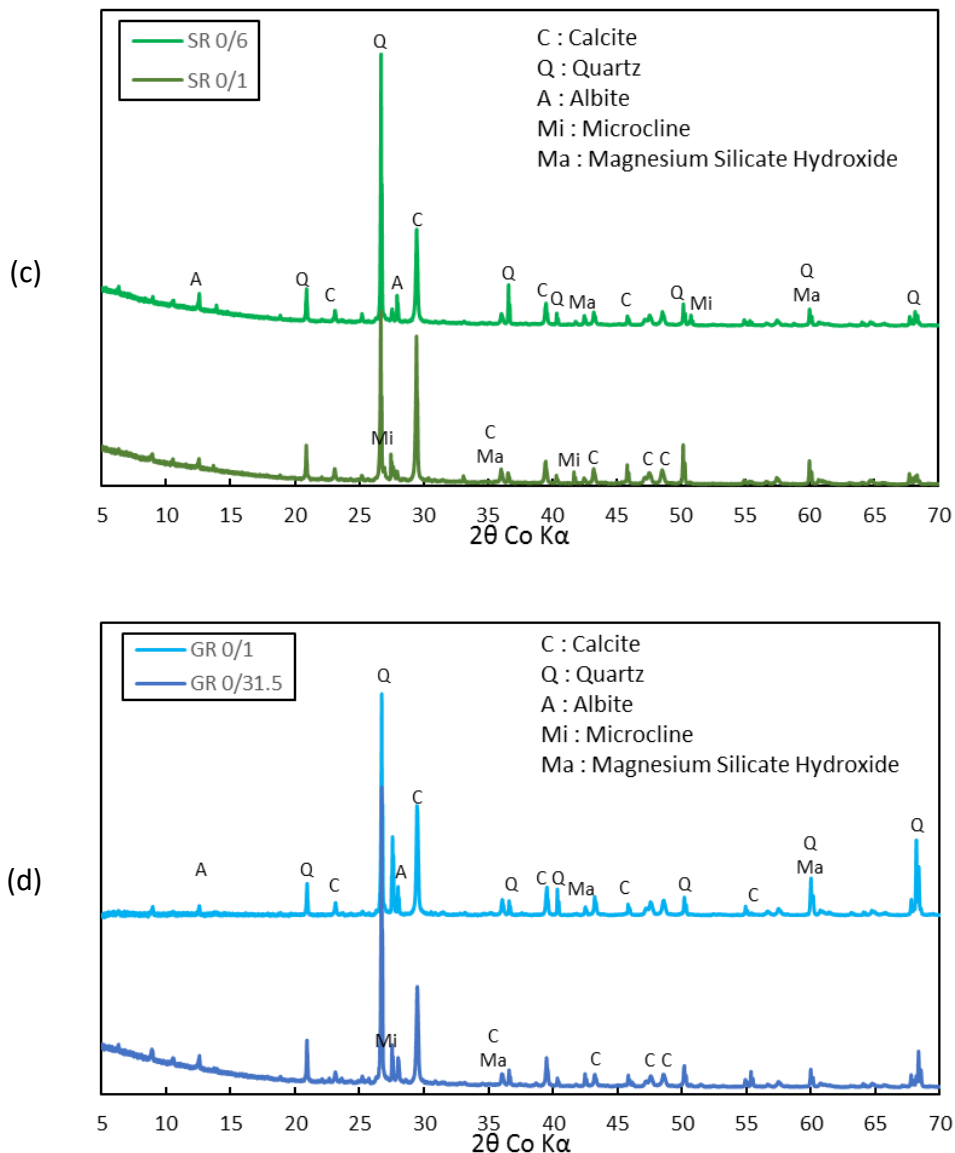 SR 0/6
SR 0/1
C : Calcite
Q : Quartz
A : Albite
Mi : Microcline
Ma : Magnesium Silicate Hydroxide
(c)
Q
C
A
Q
C
A
Q
C
Q
Ma
C
Q
Mi
Q
Ma
Q
Mi
C
Ma
Mi
C
C
C
5 10 15 20 25 30 35 40 45 50 55 60 65 70
2θ Co Kα
GR 0/1
GR 0/31.5
C : Calcite
Q : Quartz
A : Albite
Mi : Microcline
Ma : Magnesium Silicate Hydroxide
(d)
Q
C
A
Q
C
A
Q
C
Q
Ma
C
Q
C
Q
Ma
Q
Mi
C
Ma
C
C
C
5 10 15 20 25 30 35 40 45 50 55 60 65 70
2θ Co Kα